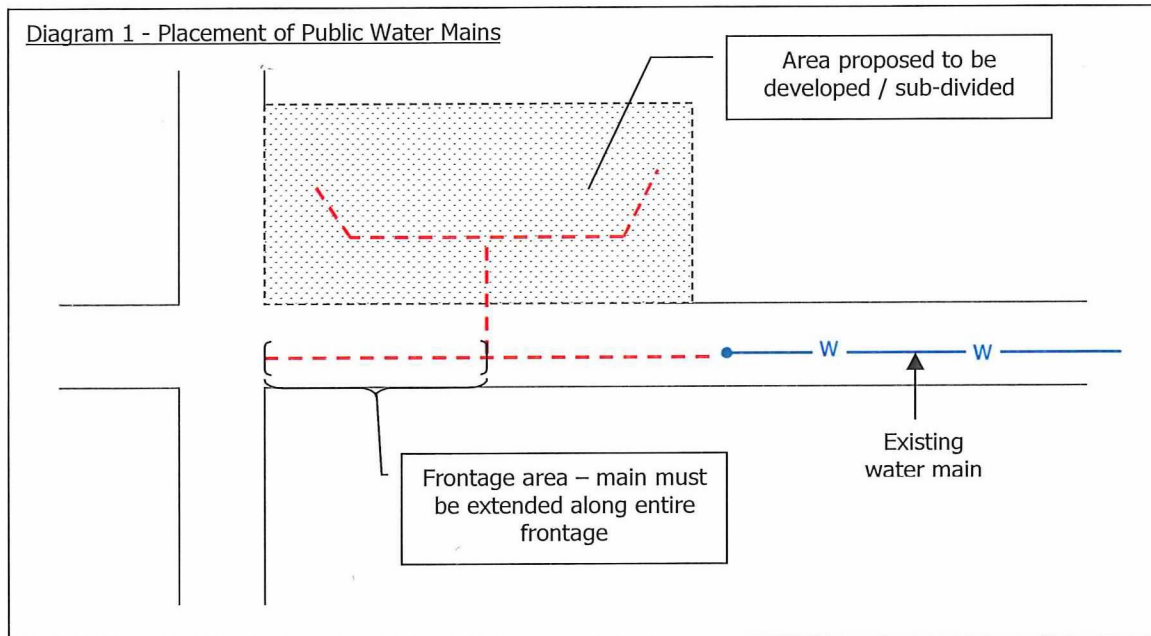 Diagram 1 - Placement of Public Water Mains
Area proposed to be
developed / sub-divided
W
W
Existing
water main
Frontage area – main must
be extended along entire
frontage